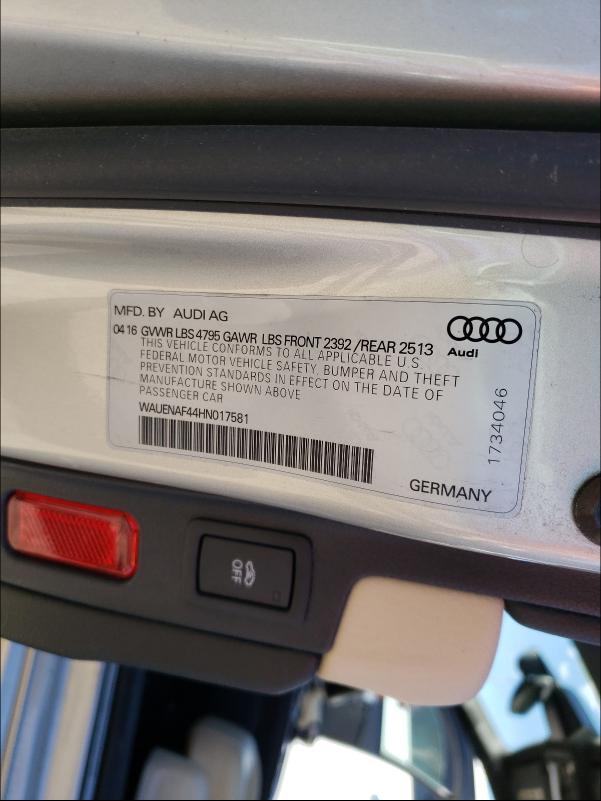 MFD. BY AUDI AG
04 16 GVWR LBS 4795 GAWR LBS FRONT 2392 /REAR 2513
THIS VEHICLE CONFORMS TO ALL APPLICABLE U.S.
FEDERAL MOTOR VEHICLE SAFETY, BUMPER AND THEFT
PREVENTION STANDARDS IN EFFECT ON THE DATE OF
MANUFACTURE SHOWN ABOVE
PASSENGER CAR
WAUENAF44HN017581
Audi
1734046
GERMANY
OFF